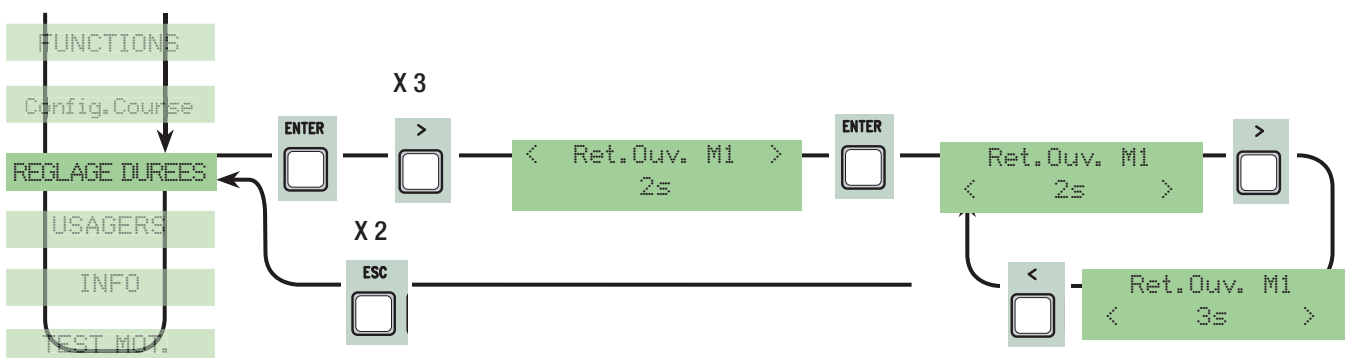 FUNCTIONS
Config.Course
REGLAGE DUREES
USAGERS
INFO
TEST MOT.
ENTER
X 3
>
< Ret.Ouv. M1 >
2s
ENTER
Ret.Ouv. M1
< 2s >
>
X 2
ESC
<
Ret.Ouv. M1
< 3s >